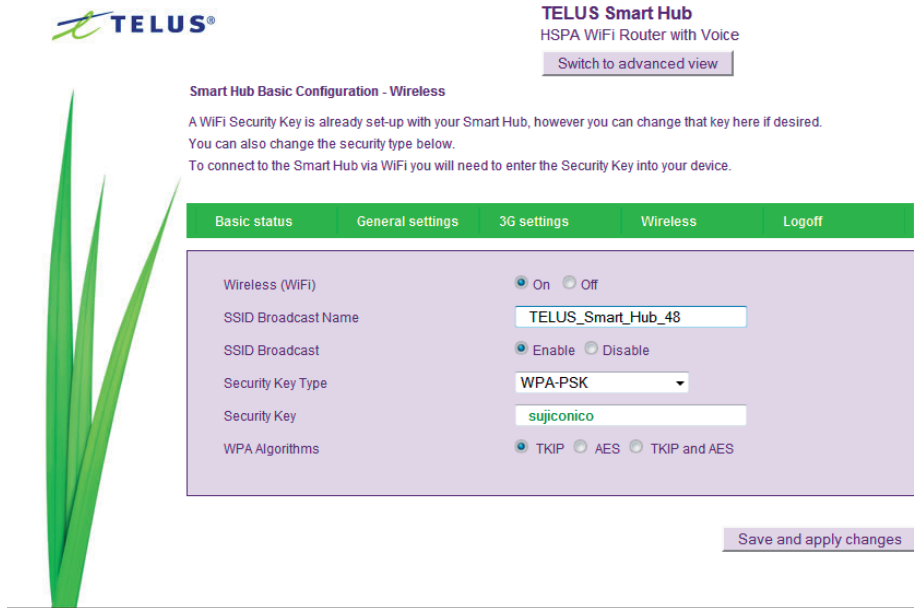 TELUS®
TELUS Smart Hub
HSPA WiFi Router with Voice
Switch to advanced view
Smart Hub Basic Configuration - Wireless
A WiFi Security Key is already set-up with your Smart Hub, however you can change that key here if desired.
You can also change the security type below.
To connect to the Smart Hub via WiFi you will need to enter the Security Key into your device.
Basic status General settings 3G settings Wireless Logoff
Wireless (WiFi) On Off
SSID Broadcast Name TELUS_Smart_Hub_48
SSID Broadcast Enable Disable
Security Key Type WPA-PSK
Security Key sujiconico
WPA Algorithms TKIP AES TKIP and AES
Save and apply changes